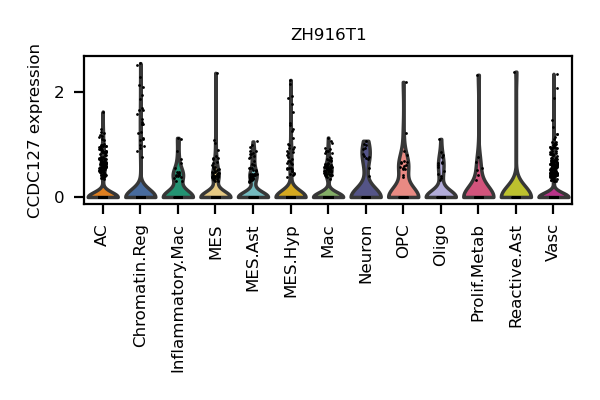 ZH916T1
CCDC127 expression
2
0
AC
Chromatin.Reg
Inflammatory.Mac
MES
MES.Ast
MES.Hyp
Mac
Neuron
OPC
Oligo
Prolif.Metab
Reactive.Ast
Vasc